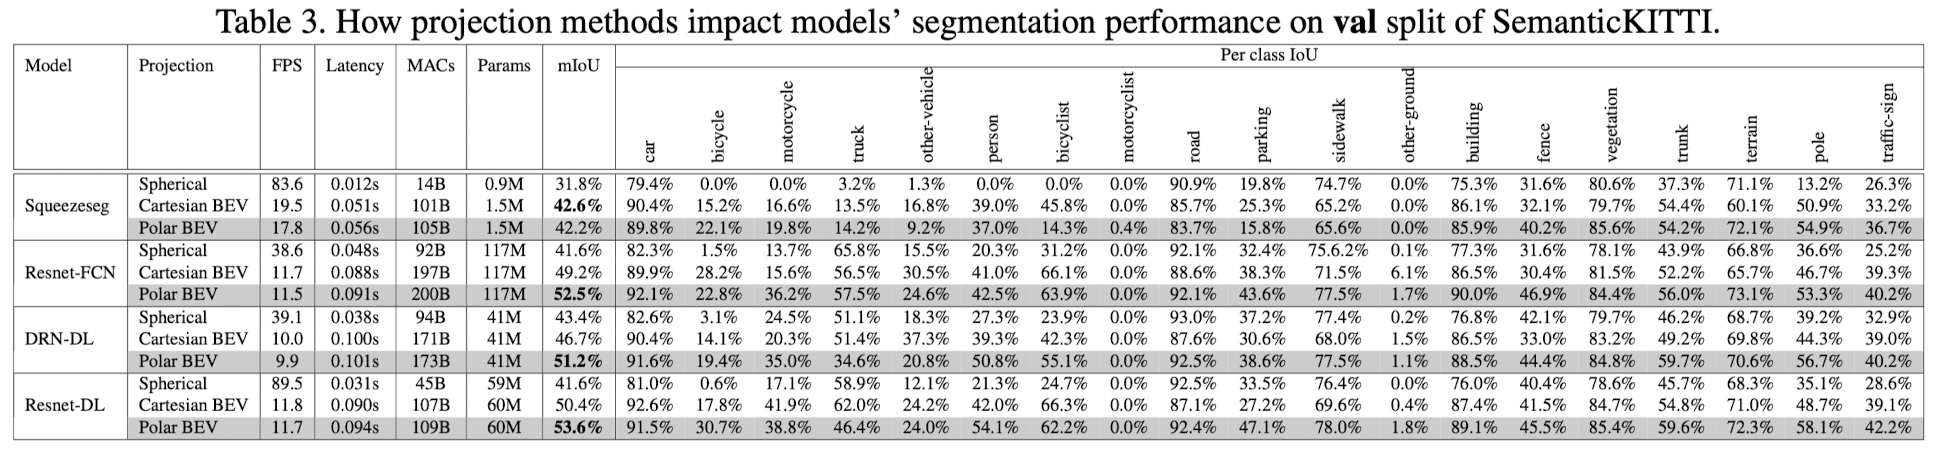 Table 3. How projection methods impact models' segmentation performance on val split of SemanticKITTI.
Model Projection FPS Latency MACs Params mIoU Per class IoU
car bicycle motorcycle truck other-vehicle person bicyclist motorcyclist road parking sidewalk other-ground building fence vegetation trunk terrain pole traffic-sign
Spherical 83.6 0.012s 14B 0.9M 31.8% 79.4% 0.0% 0.0% 3.2% 1.3% 0.0% 0.0% 0.0% 90.9% 19.8% 74.7% 0.0% 75.3% 31.6% 80.6% 37.3% 71.1% 13.2% 26.3%
Squeezeseg Cartesian BEV 19.5 0.051s 101B 1.5M 42.6% 90.4% 15.2% 16.6% 13.5% 16.8% 39.0% 45.8% 0.0% 85.7% 25.3% 65.2% 0.0% 86.1% 32.1% 79.7% 54.4% 60.1% 50.9% 33.2%
Polar BEV 17.8 0.056s 105B 1.5M 42.2% 89.8% 22.1% 19.8% 14.2% 9.2% 37.0% 14.3% 0.4% 83.7% 15.8% 65.6% 0.0% 85.9% 40.2% 85.6% 54.2% 72.1% 54.9% 36.7%
Spherical 38.6 0.048s 92B 117M 41.6% 82.3% 1.5% 13.7% 65.8% 15.5% 20.3% 31.2% 0.0% 92.1% 32.4% 75.6.2% 0.1% 77.3% 31.6% 78.1% 43.9% 66.8% 36.6% 25.2%
Resnet-FCN Cartesian BEV 11.7 0.088s 197B 117M 49.2% 89.9% 28.2% 15.6% 56.5% 30.5% 41.0% 66.1% 0.0% 88.6% 38.3% 71.5% 6.1% 86.5% 30.4% 81.5% 52.2% 65.7% 46.7% 39.3%
Polar BEV 11.5 0.091s 200B 117M 52.5% 92.1% 22.8% 36.2% 57.5% 24.6% 42.5% 63.9% 0.0% 92.1% 43.6% 77.5% 1.7% 90.0% 46.9% 84.4% 56.0% 73.1% 53.3% 40.2%
Spherical 39.1 0.038s 94B 41M 43.4% 82.6% 3.1% 24.5% 51.1% 18.3% 27.3% 23.9% 0.0% 93.0% 37.2% 77.4% 0.2% 76.8% 42.1% 79.7% 46.2% 68.7% 39.2% 32.9%
DRN-DL Cartesian BEV 10.0 0.100s 171B 41M 46.7% 90.4% 14.1% 20.3% 51.4% 37.3% 39.3% 42.3% 0.0% 87.6% 30.6% 68.0% 1.5% 86.5% 33.0% 83.2% 49.2% 69.8% 44.3% 39.0%
Polar BEV 9.9 0.101s 173B 41M 51.2% 91.6% 19.4% 35.0% 34.6% 20.8% 50.8% 55.1% 0.0% 92.5% 38.6% 77.5% 1.1% 88.5% 44.4% 84.8% 59.7% 70.6% 56.7% 40.2%
Spherical 89.5 0.031s 45B 59M 41.6% 81.0% 0.6% 17.1% 58.9% 12.1% 21.3% 24.7% 0.0% 92.5% 33.5% 76.4% 0.0% 76.0% 40.4% 78.6% 45.7% 68.3% 35.1% 28.6%
Resnet-DL Cartesian BEV 11.8 0.090s 107B 60M 50.4% 92.6% 17.8% 41.9% 62.0% 24.2% 42.0% 66.3% 0.0% 87.1% 27.2% 69.6% 0.4% 87.4% 41.5% 84.7% 54.8% 71.0% 48.7% 39.1%
Polar BEV 11.7 0.094s 109B 60M 53.6% 91.5% 30.7% 38.8% 46.4% 24.0% 54.1% 62.2% 0.0% 92.4% 47.1% 78.0% 1.8% 89.1% 45.5% 85.4% 59.6% 72.3% 58.1% 42.2%